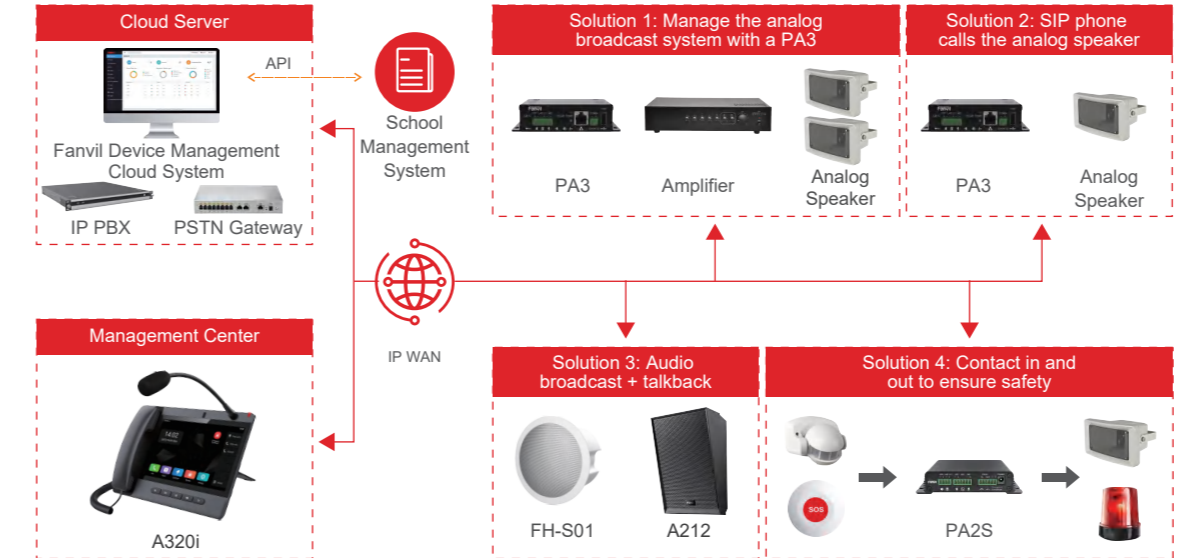 Cloud Server
API
Fanvil Device Management
Cloud System
IP PBX
PSTN Gateway
School
Management
System
Solution 1: Manage the analog
broadcast system with a PA3
PA3
Amplifier
Analog
Speaker
Solution 2: SIP phone
calls the analog speaker
PA3
Analog
Speaker
IP WAN
Management Center
14:02
A320i
Solution 3: Audio
broadcast + talkback
FH-S01
A212
Solution 4: Contact in and
out to ensure safety
SOS
PA2S